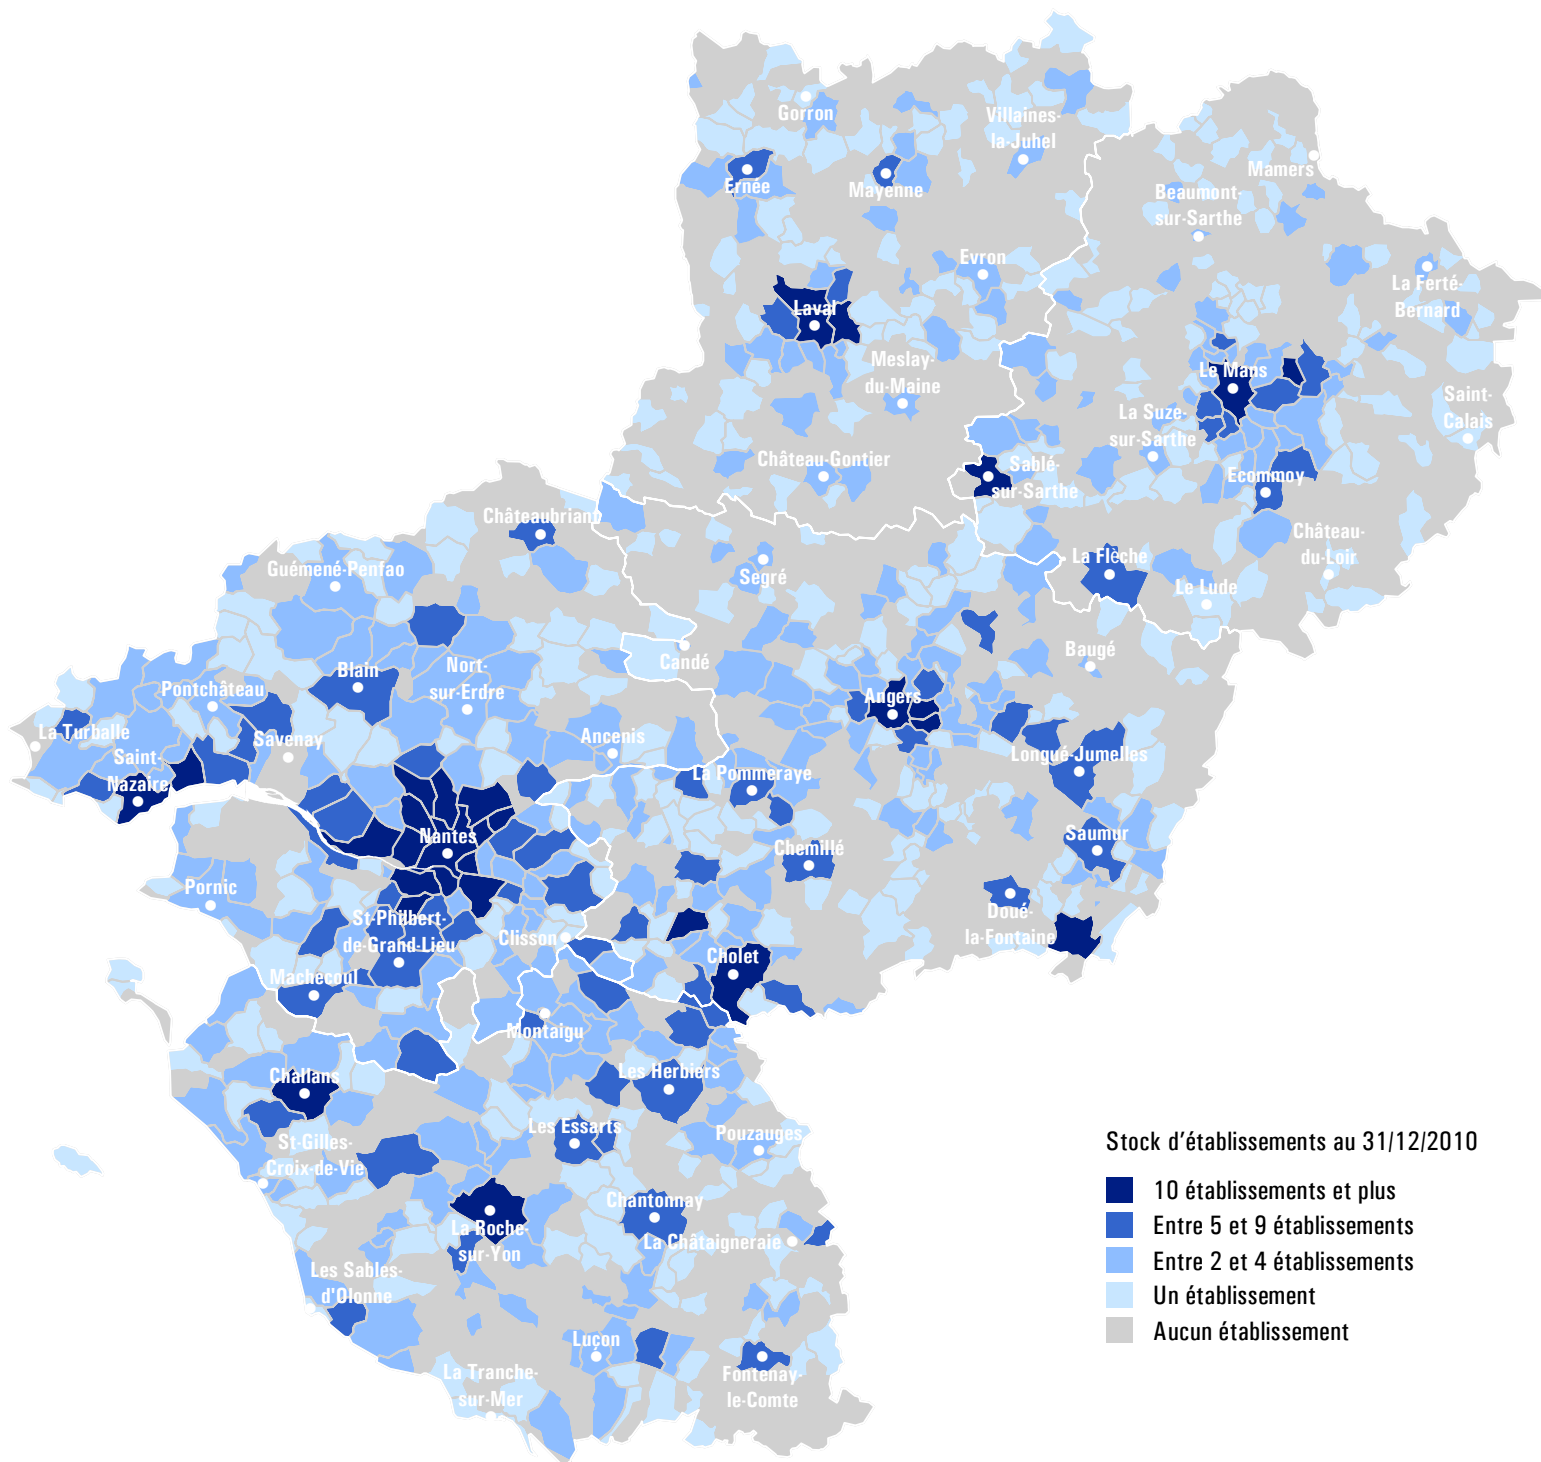 Gorron
Villaines-
la-Juhel
Mamers
Ernée
Mayenne
Beaumont-
sur-Sarthe
Evron
La Ferté-
Bernard
Laval
Meslay-
du-Maine
Le Mans
Saint-
Calais
La Suze-
sur-Sarthe
Château-Gontier
Sablé-
sur-Sarthe
Ecommoy
Châteaubriant
Château-
du-Loir
Guémené-Penfao
Segré
La Flèche
Le Lude
Candé
Baugé
Blain
Nort-
sur-Erdre
Pontchâteau
Angers
La Turballe
Savenay
Ancenis
Saint-
Nazaire
Longué-Jumelles
La Pommeraye
Nantes
Saumur
Chemillé
Pornic
St-Philbert-
de-Grand-Lieu
Clisson
Doué-
la-Fontaine
Cholet
Machecoul
Montaigu
Challans
Les Herbiers
Les Essarts
Pouzauges
St-Gilles-
Croix-de-Vie
Chantonnay
La Roche-
sur-Yon
La Châtaigneraie
Les Sables-
d'Olonne
Luçon
La Tranche-
sur-Mer
Fontenay-
le-Comte
Stock d'établissements au 31/12/2010
10 établissements et plus
Entre 5 et 9 établissements
Entre 2 et 4 établissements
Un établissement
Aucun établissement